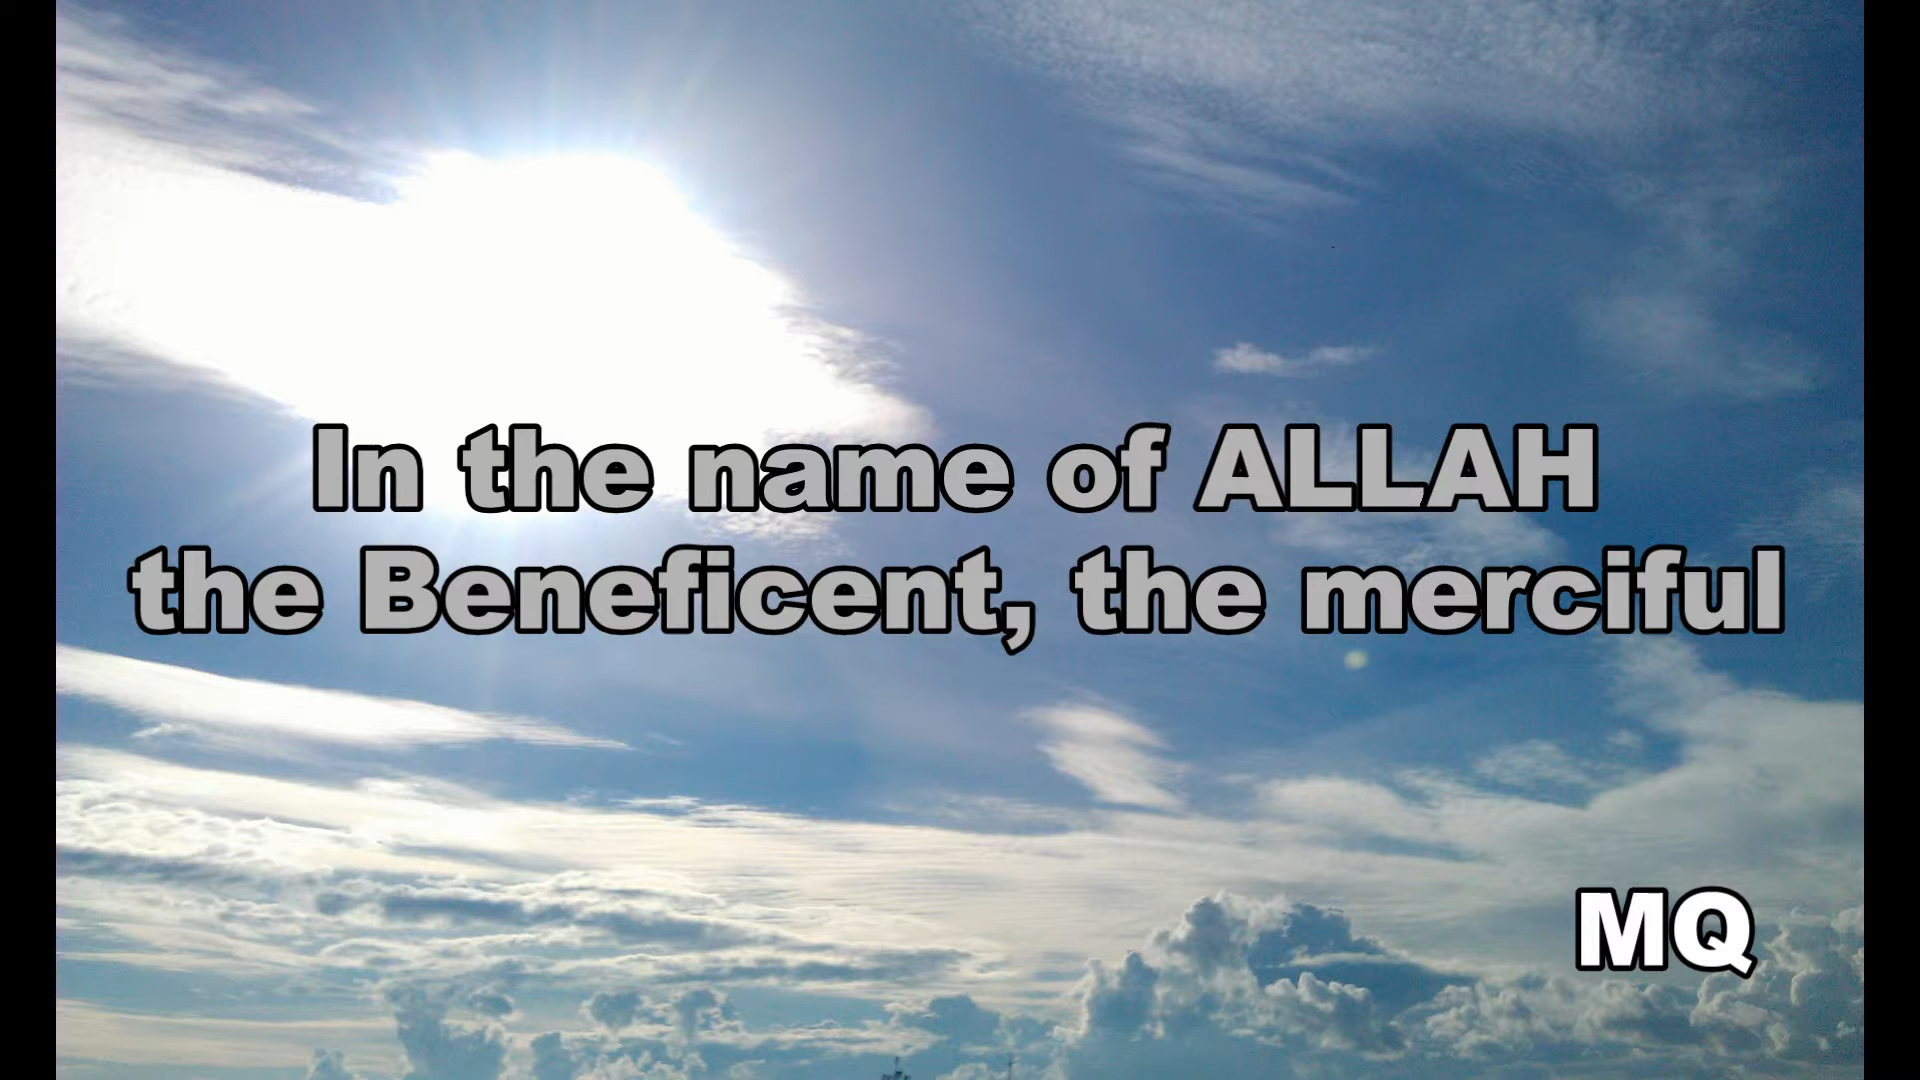 In the name of ALLAH
the Beneficent, the merciful
MQ